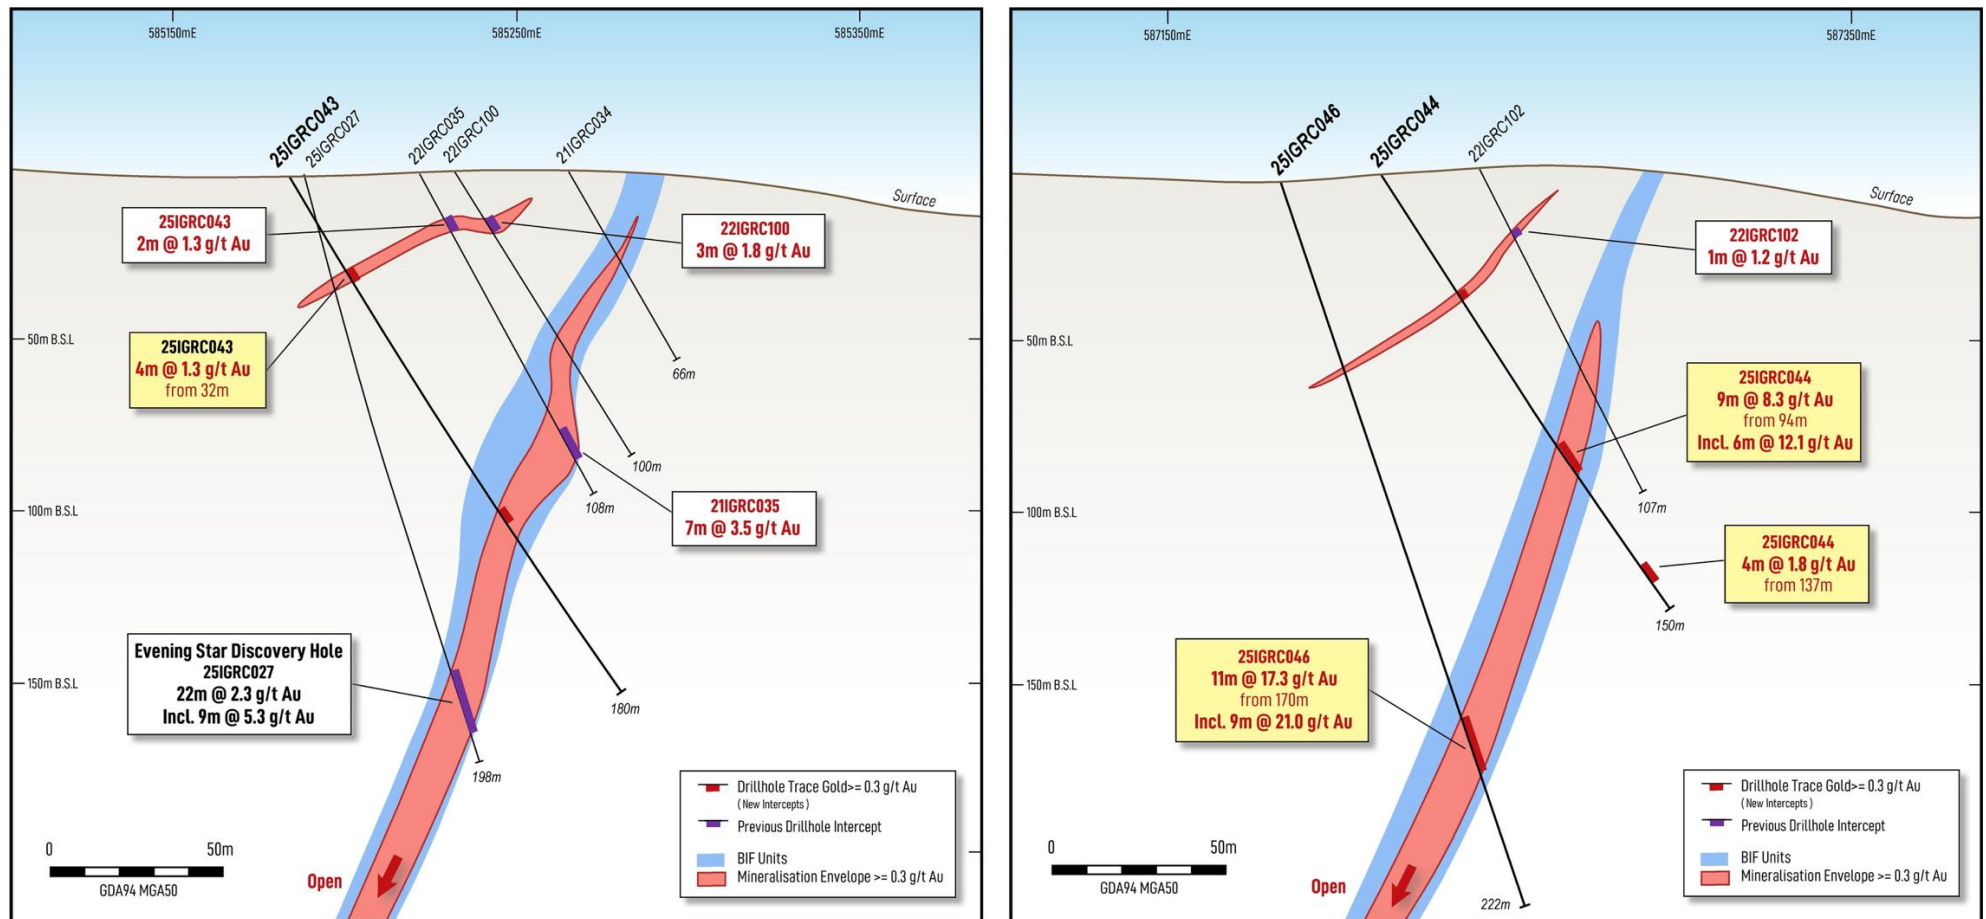 585150mE
585250mE
585350mE
25IGRC043
25IGRC027
22IGRC035
22IGRC100
21IGRC034
Surface
25IGRC043
2m @ 1.3 g/t Au
22IGRC100
3m @ 1.8 g/t Au
50m B.S.L
25IGRC043
4m @ 1.3 g/t Au
from 32m
66m
100m
108m
100m B.S.L
21IGRC035
7m @ 3.5 g/t Au
Evening Star Discovery Hole
25IGRC027
22m @ 2.3 g/t Au
Incl. 9m @ 5.3 g/t Au
150m B.S.L
180m
198m
Drillhole Trace Gold>= 0.3 g/t Au
( New Intercepts )
Previous Drillhole Intercept
BIF Units
Mineralisation Envelope >= 0.3 g/t Au
0 50m
GDA94 MGA50
Open
587150mE
587350mE
25IGRC046
25IGRC044
22IGRC102
Surface
22IGRC102
1m @ 1.2 g/t Au
50m B.S.L
25IGRC044
9m @ 8.3 g/t Au
from 94m
Incl. 6m @ 12.1 g/t Au
107m
100m B.S.L
25IGRC044
4m @ 1.8 g/t Au
from 137m
150m
25IGRC046
11m @ 17.3 g/t Au
from 170m
Incl. 9m @ 21.0 g/t Au
150m B.S.L
Drillhole Trace Gold>= 0.3 g/t Au
( New Intercepts )
Previous Drillhole Intercept
BIF Units
Mineralisation Envelope >= 0.3 g/t Au
0 50m
GDA94 MGA50
Open
222m